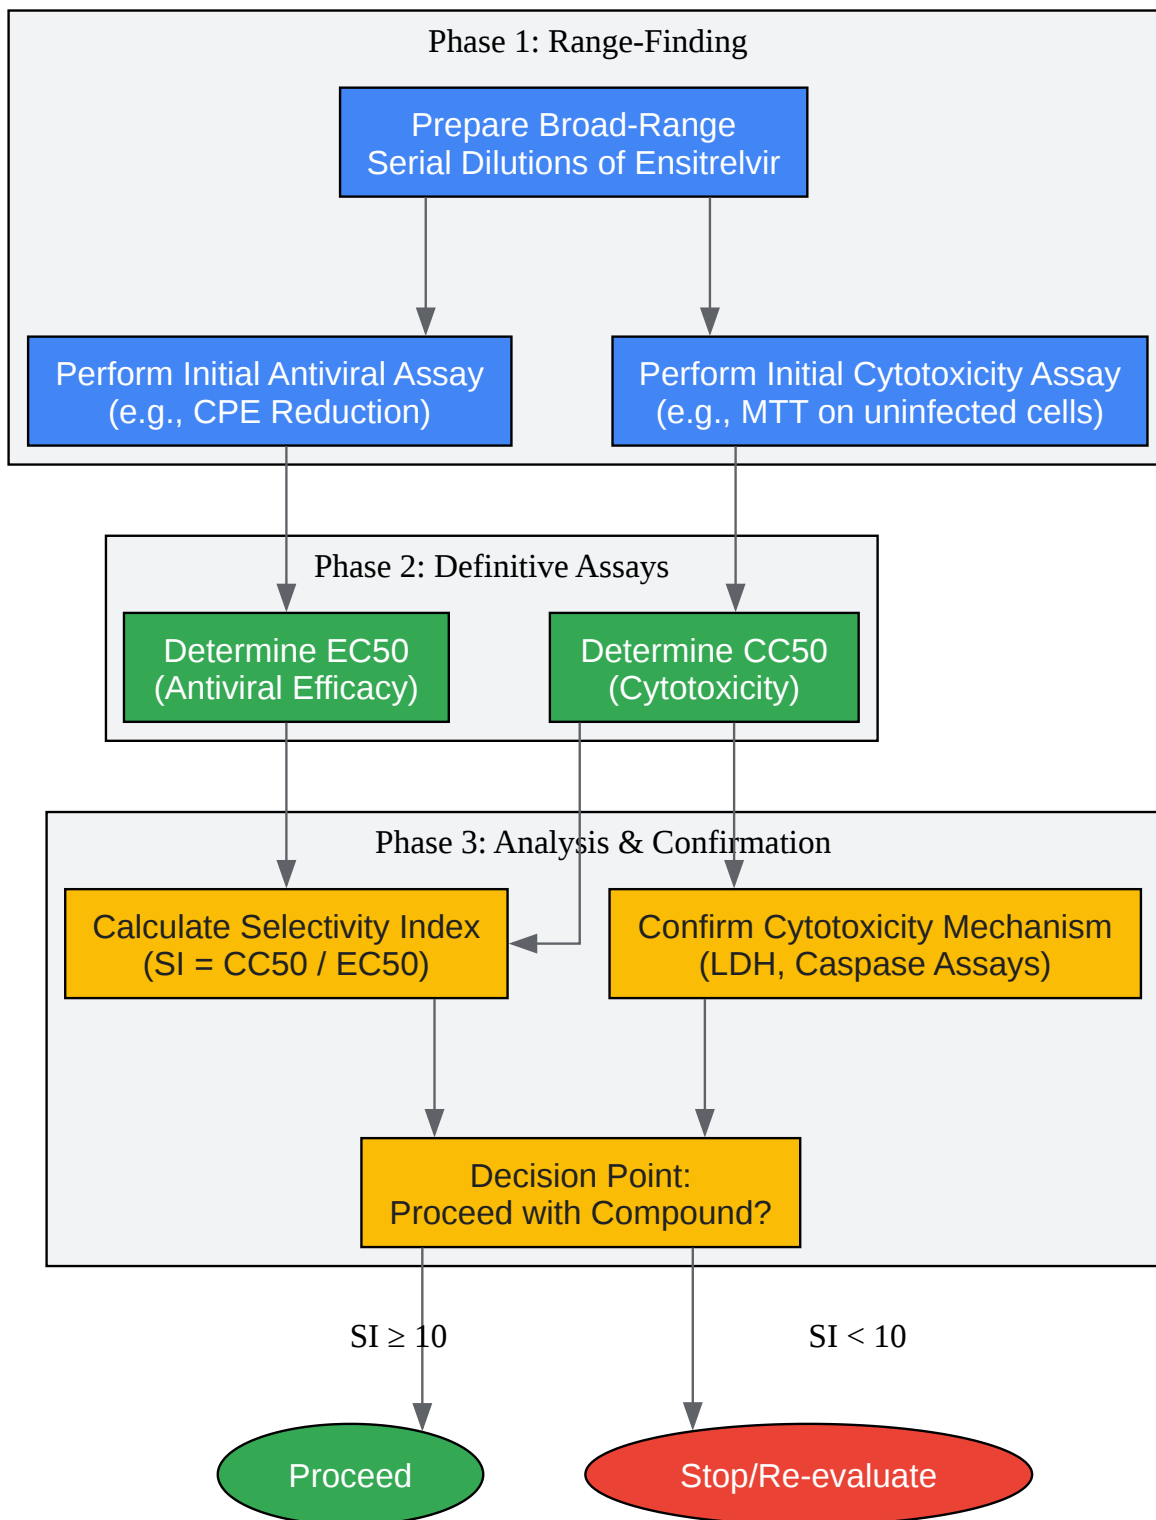 Phase 1: Range-Finding
Prepare Broad-Range
Serial Dilutions of Ensitrelvir
Perform Initial Antiviral Assay
(e.g., CPE Reduction)
Perform Initial Cytotoxicity Assay
(e.g., MTT on uninfected cells)
Phase 2: Definitive Assays
Determine EC50
(Antiviral Efficacy)
Determine CC50
(Cytotoxicity)
Phase 3: Analysis & Confirmation
Calculate Selectivity Index
(SI = CC50 / EC50)
Confirm Cytotoxicity Mechanism
(LDH, Caspase Assays)
Decision Point:
Proceed with Compound?
SI ≥ 10
SI < 10
Proceed
Stop/Re-evaluate